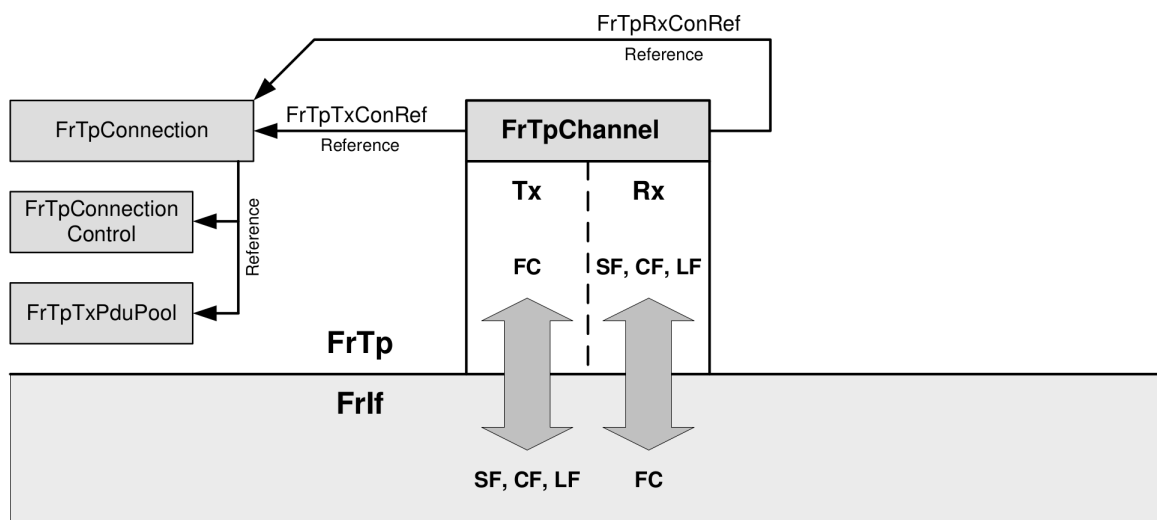 FrTpRxConRef
Reference
FrTpConnection
FrTpTxConRef
Reference
FrTpChannel
Tx
Rx
FrTpConnection
Control
Reference
FC
SF, CF, LF
FrTpTxPduPool
FrTp
FrIf
SF, CF, LF
FC